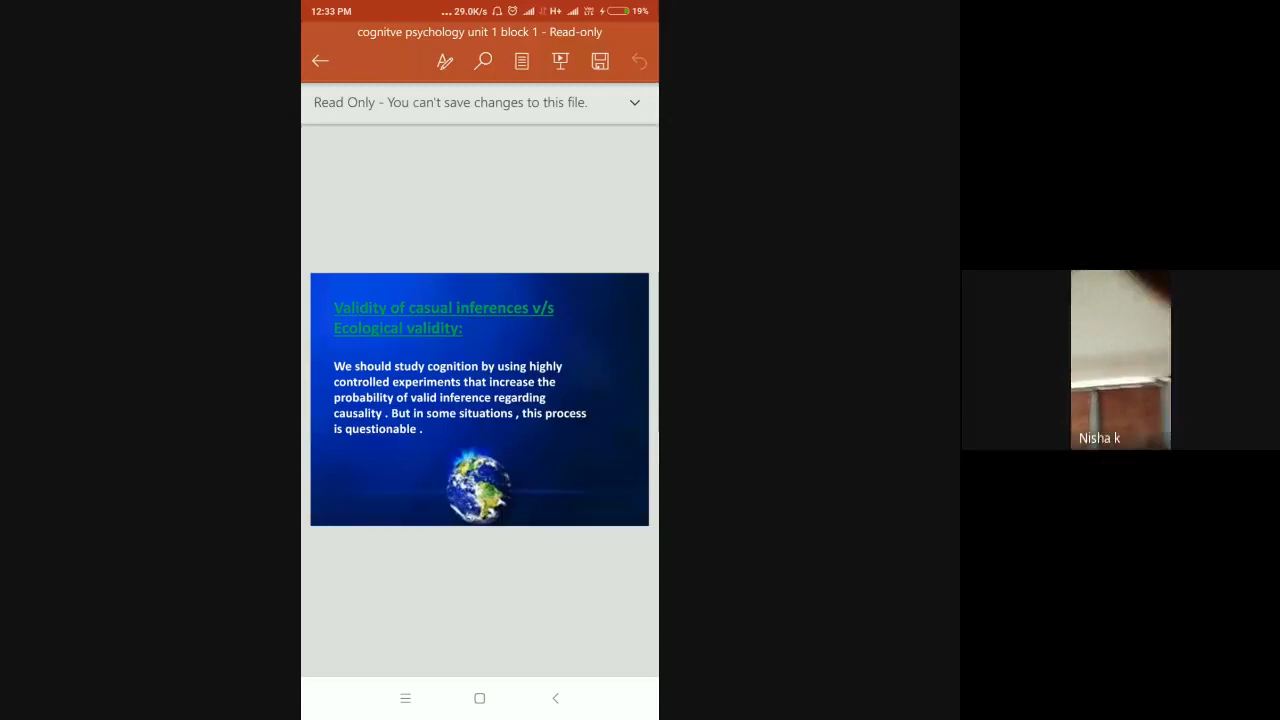 12:33 PM
... 29.0K/s
H+
19%
cognitve psychology unit 1 block 1 - Read-only
Read Only - You can't save changes to this file.
Validity of casual inferences v/s
Ecological validity:
We should study cognition by using highly
controlled experiments that increase the
probability of valid inference regarding
causality . But in some situations , this process
is questionable .
Nisha k